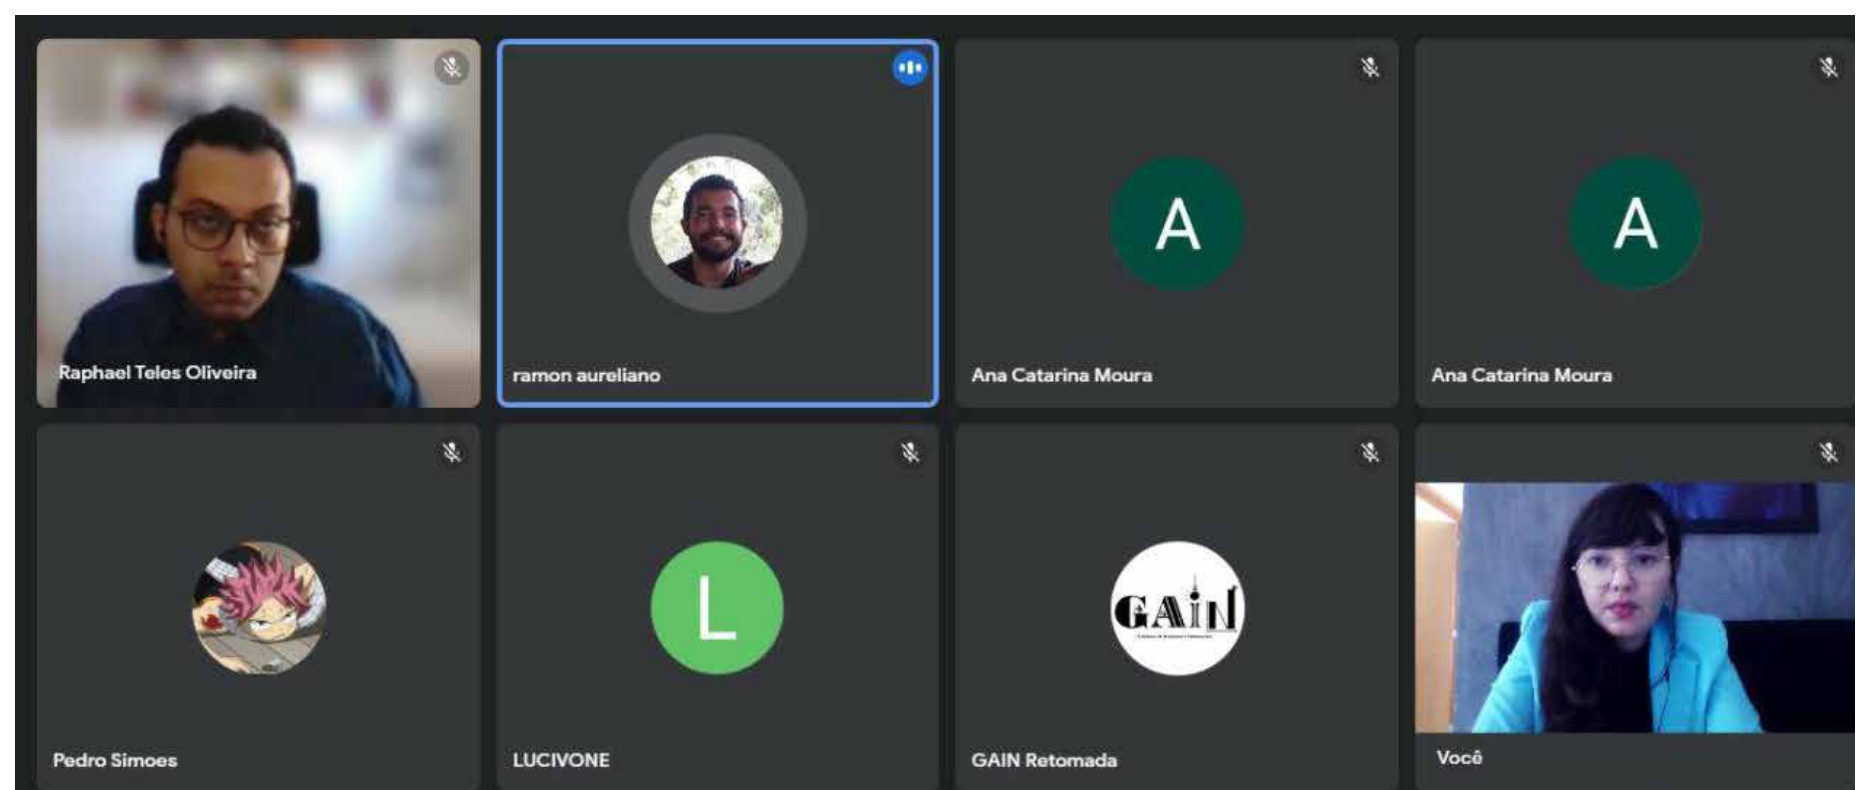 Raphael Teles Oliveira
ramon aureliano
A
Ana Catarina Moura
A
Ana Catarina Moura
Pedro Simoes
L
LUCIVONE
GAIN
GAIN Retomada
Você